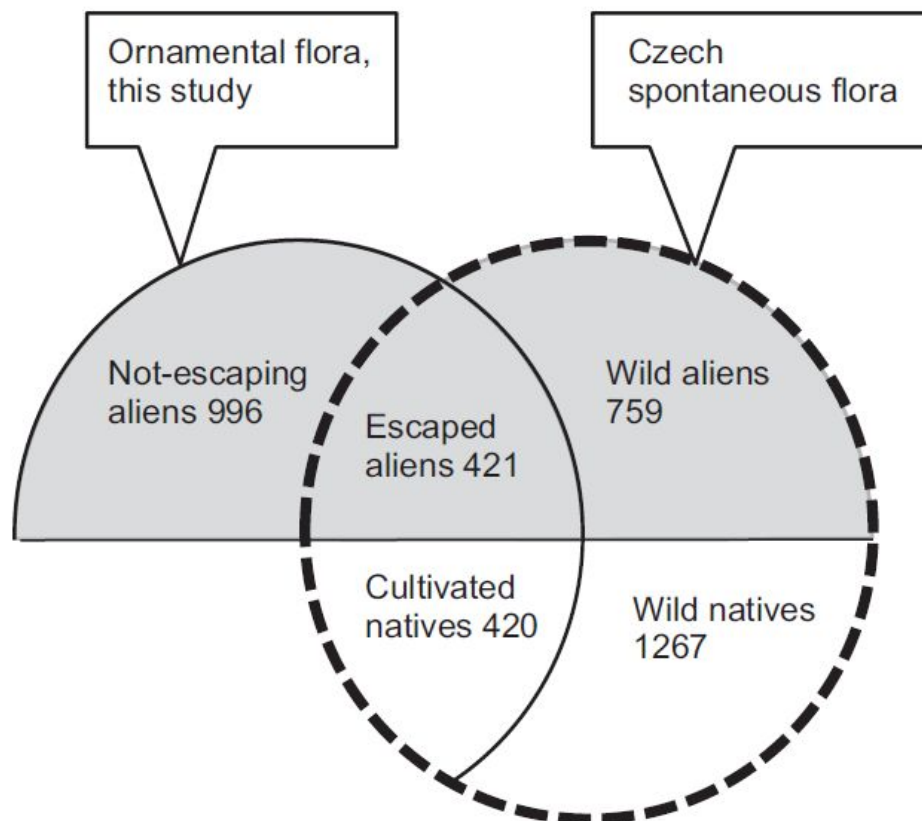 Ornamental flora,
this study
Czech
spontaneous flora
Not-escaping
aliens 996
Escaped
aliens 421
Wild aliens
759
Cultivated
natives 420
Wild natives
1267